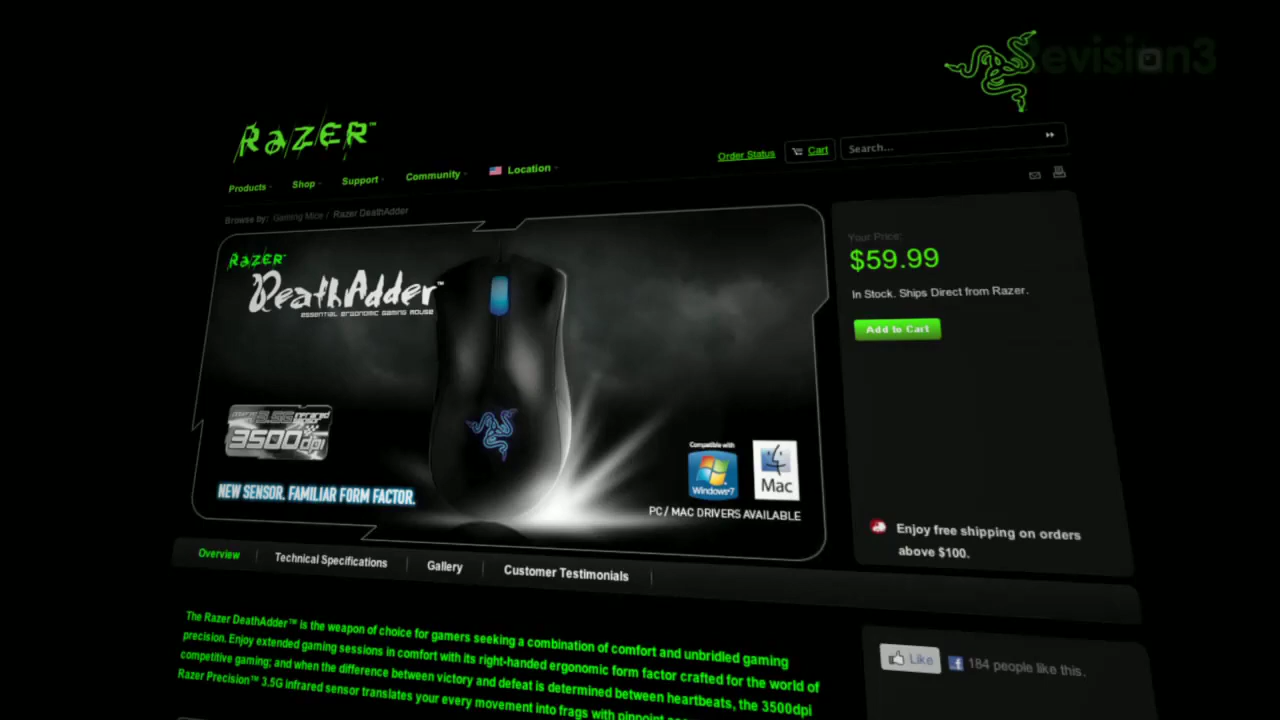 Revision3
RAZER™
Order Status
Cart
Search...
Products
Shop
Support
Community
Location
Browse by: Gaming Mice / Razer DeathAdder
RAZER™
DeathAdder™
ESSENTIAL ERGONOMIC GAMING MOUSE
3500dpi
NEW SENSOR. FAMILIAR FORM FACTOR.
Compatible with
Windows 7
Mac
PC / MAC DRIVERS AVAILABLE
Your Price:
$59.99
In Stock. Ships Direct from Razer.
Add to Cart
Enjoy free shipping on orders
above $100.
Overview
Technical Specifications
Gallery
Customer Testimonials
The Razer DeathAdder™ is the weapon of choice for gamers seeking a combination of comfort and unbridled gaming
precision. Enjoy extended gaming sessions in comfort with its right-handed ergonomic form factor crafted for the world of
competitive gaming; and when the difference between victory and defeat is determined between heartbeats, the 3500dpi
Razer Precision™ 3.5G infrared sensor translates your every movement into frags with
Like
184 people like this.